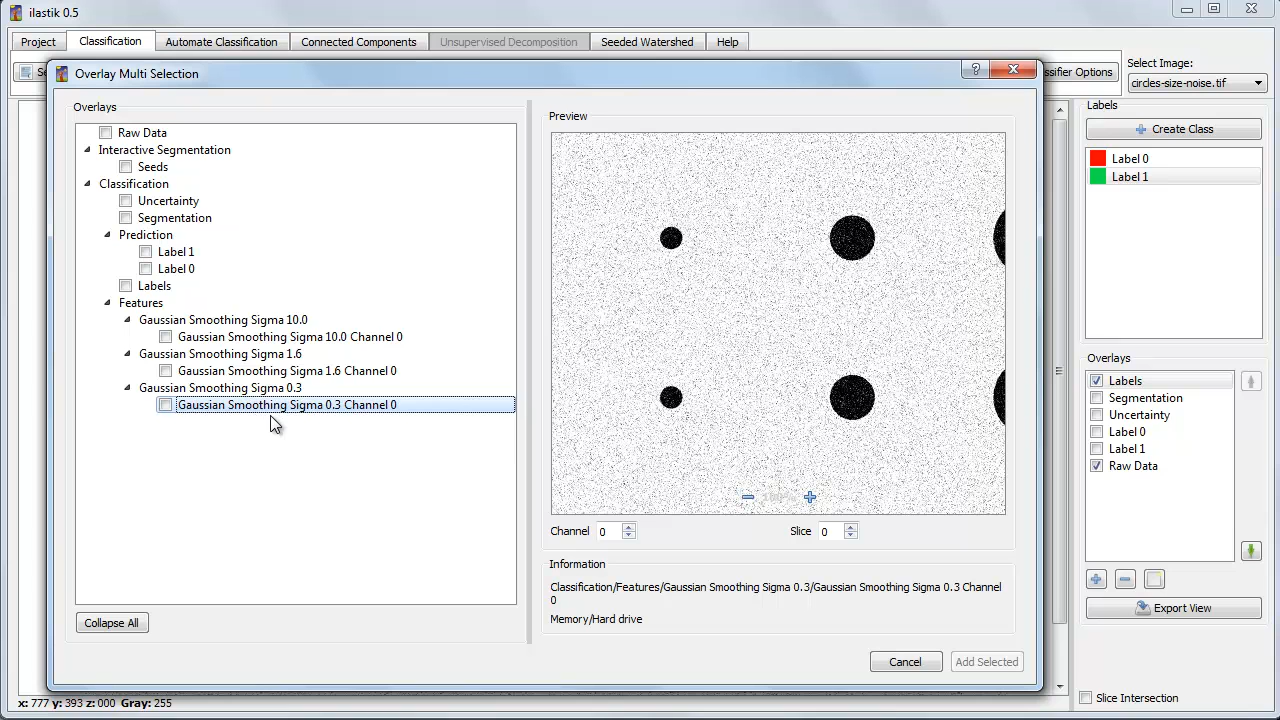 ilastik 0.5
Project
Classification
Automate Classification
Connected Components
Unsupervised Decomposition
Seeded Watershed
Help
Select Image:
Classifier Options
circles-size-noise.tif
Overlay Multi Selection
Overlays
Raw Data
Interactive Segmentation
Seeds
Classification
Uncertainty
Segmentation
Prediction
Label 1
Label 0
Labels
Features
Gaussian Smoothing Sigma 10.0
Gaussian Smoothing Sigma 10.0 Channel 0
Gaussian Smoothing Sigma 1.6
Gaussian Smoothing Sigma 1.6 Channel 0
Gaussian Smoothing Sigma 0.3
Gaussian Smoothing Sigma 0.3 Channel 0
Collapse All
Preview
Channel 0
Slice 0
Information
Classification/Features/Gaussian Smoothing Sigma 0.3/Gaussian Smoothing Sigma 0.3 Channel
0
Memory/Hard drive
Cancel
Add Selected
Labels
Create Class
Label 0
Label 1
Overlays
Labels
Segmentation
Uncertainty
Label 0
Label 1
Raw Data
Export View
Slice Intersection
x: 777 y: 393 z: 000 Gray: 255